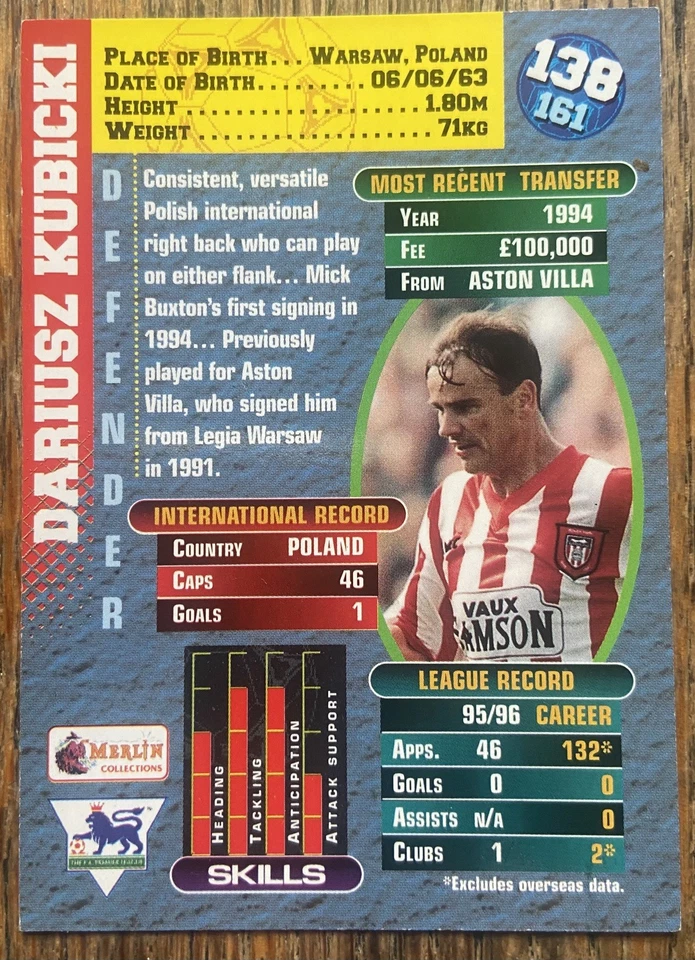 DARIUSZ KUBICKI
PLACE OF BIRTH... WARSAW, POLAND
DATE OF BIRTH......... 06/06/63
HEIGHT.................... 1.80M
WEIGHT................... 71KG
138
161
DEFENDER
Consistent, versatile
Polish international
right back who can play
on either flank... Mick
Buxton's first signing in
1994... Previously
played for Aston
Villa, who signed him
from Legia Warsaw
in 1991.
MOST RECENT TRANSFER
YEAR 1994
FEE £100,000
FROM ASTON VILLA
VAUX
SAMSON
INTERNATIONAL RECORD
COUNTRY POLAND
CAPS 46
GOALS 1
HEADING
TACKLING
ANTICIPATION
ATTACK SUPPORT
SKILLS
MERLIN
COLLECTIONS
THE F.A. PREMIER LEAGUE
LEAGUE RECORD
95/96 CAREER
APPS. 46 132*
GOALS 0 0
ASSISTS N/A 0
CLUBS 1 2*
*Excludes overseas data.